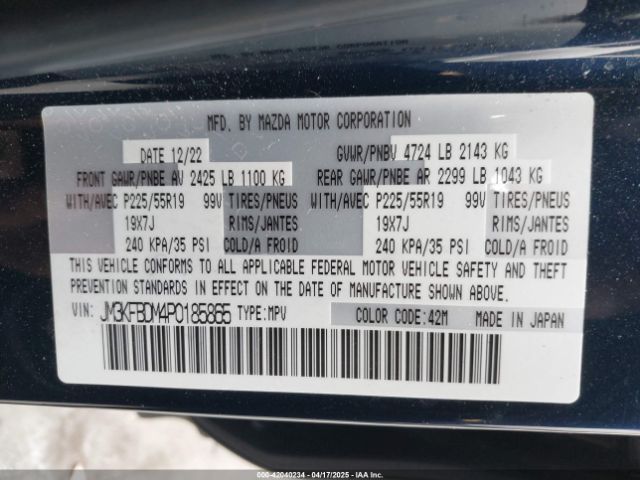 MFD. BY MAZDA MOTOR CORPORATION
DATE 12/22 GVWR/PNBV 4724 LB 2143 KG
FRONT GAWR/PNBE AV 2425 LB 1100 KG REAR GAWR/PNBE AR 2299 LB 1043 KG
WITH/AVEC P225/55R19 99V TIRES/PNEUS WITH/AVEC P225/55R19 99V TIRES/PNEUS
19X7J RIMS/JANTES 19X7J RIMS/JANTES
240 KPA/35 PSI COLD/A FROID 240 KPA/35 PSI COLD/A FROID
THIS VEHICLE CONFORMS TO ALL APPLICABLE FEDERAL MOTOR VEHICLE SAFETY AND THEFT
PREVENTION STANDARDS IN EFFECT ON THE DATE OF MANUFACTURE SHOWN ABOVE.
VIN: JM3KFBDM4P0185865 TYPE:MPV COLOR CODE:42M MADE IN JAPAN
000-42040234 - 04/17/2025 - IAAI.COM